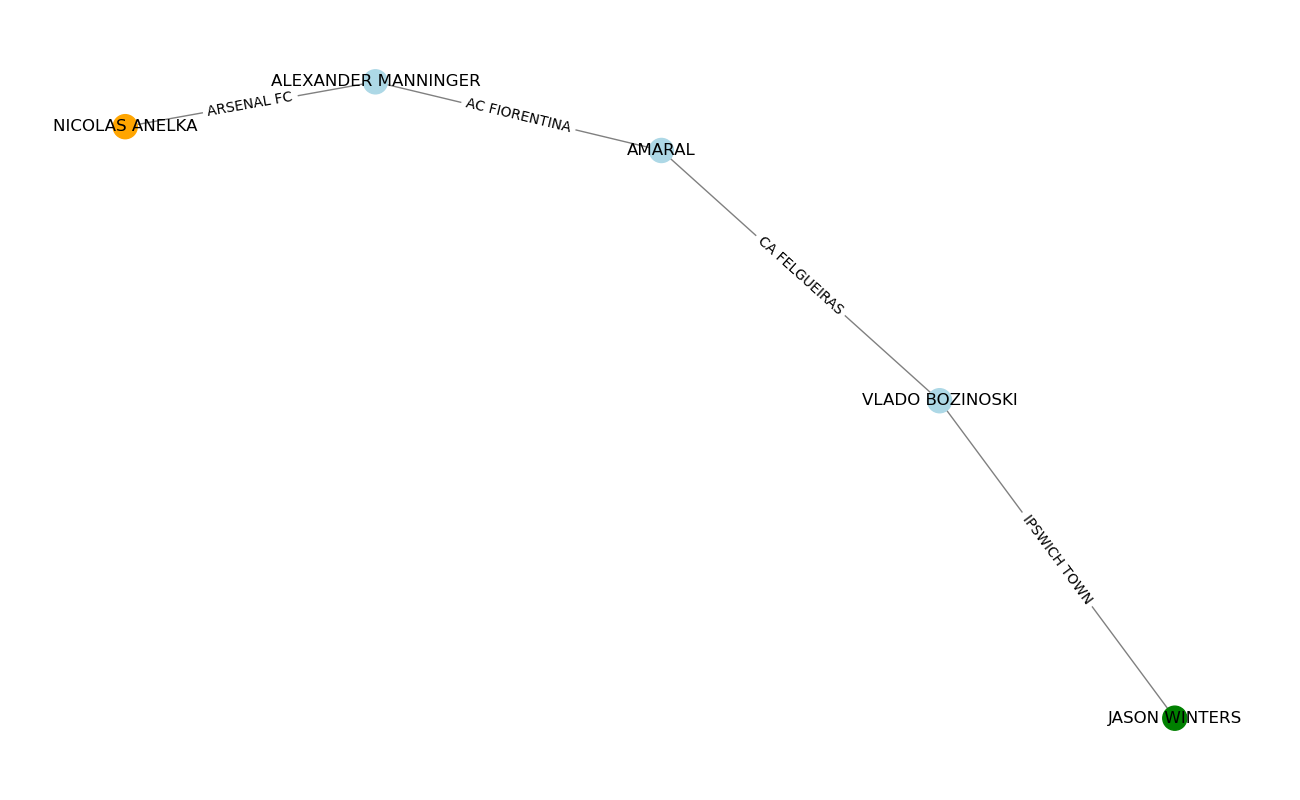 ALEXANDER MANNINGER
ARSENAL FC
AC FIORENTINA
NICOLAS ANELKA
AMARAL
CA FELGUEIRAS
VLADO BOZINOSKI
IPSWICH TOWN
JASON WINTERS